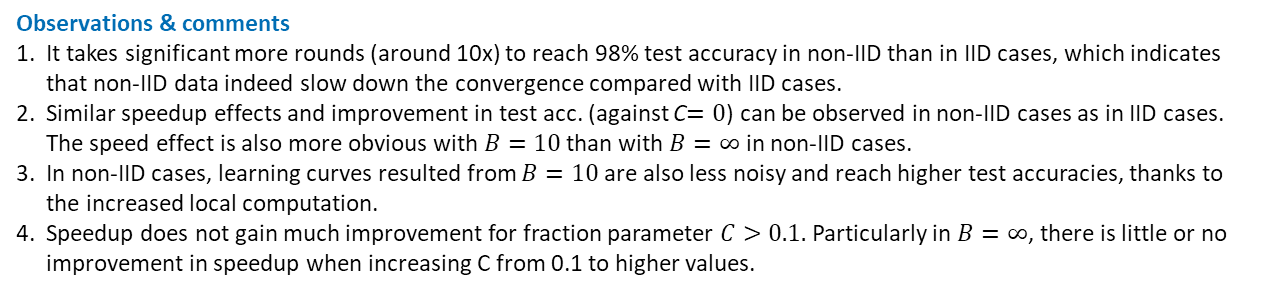 Observations & comments
1. It takes significant more rounds (around 10x) to reach 98% test accuracy in non-IID than in IID cases, which indicates
that non-IID data indeed slow down the convergence compared with IID cases.
2. Similar speedup effects and improvement in test acc. (against C= 0) can be observed in non-IID cases as in IID cases.
The speed effect is also more obvious with B = 10 than with B = ∞ in non-IID cases.
3. In non-IID cases, learning curves resulted from B = 10 are also less noisy and reach higher test accuracies, thanks to
the increased local computation.
4. Speedup does not gain much improvement for fraction parameter C > 0.1. Particularly in B = ∞, there is little or no
improvement in speedup when increasing C from 0.1 to higher values.